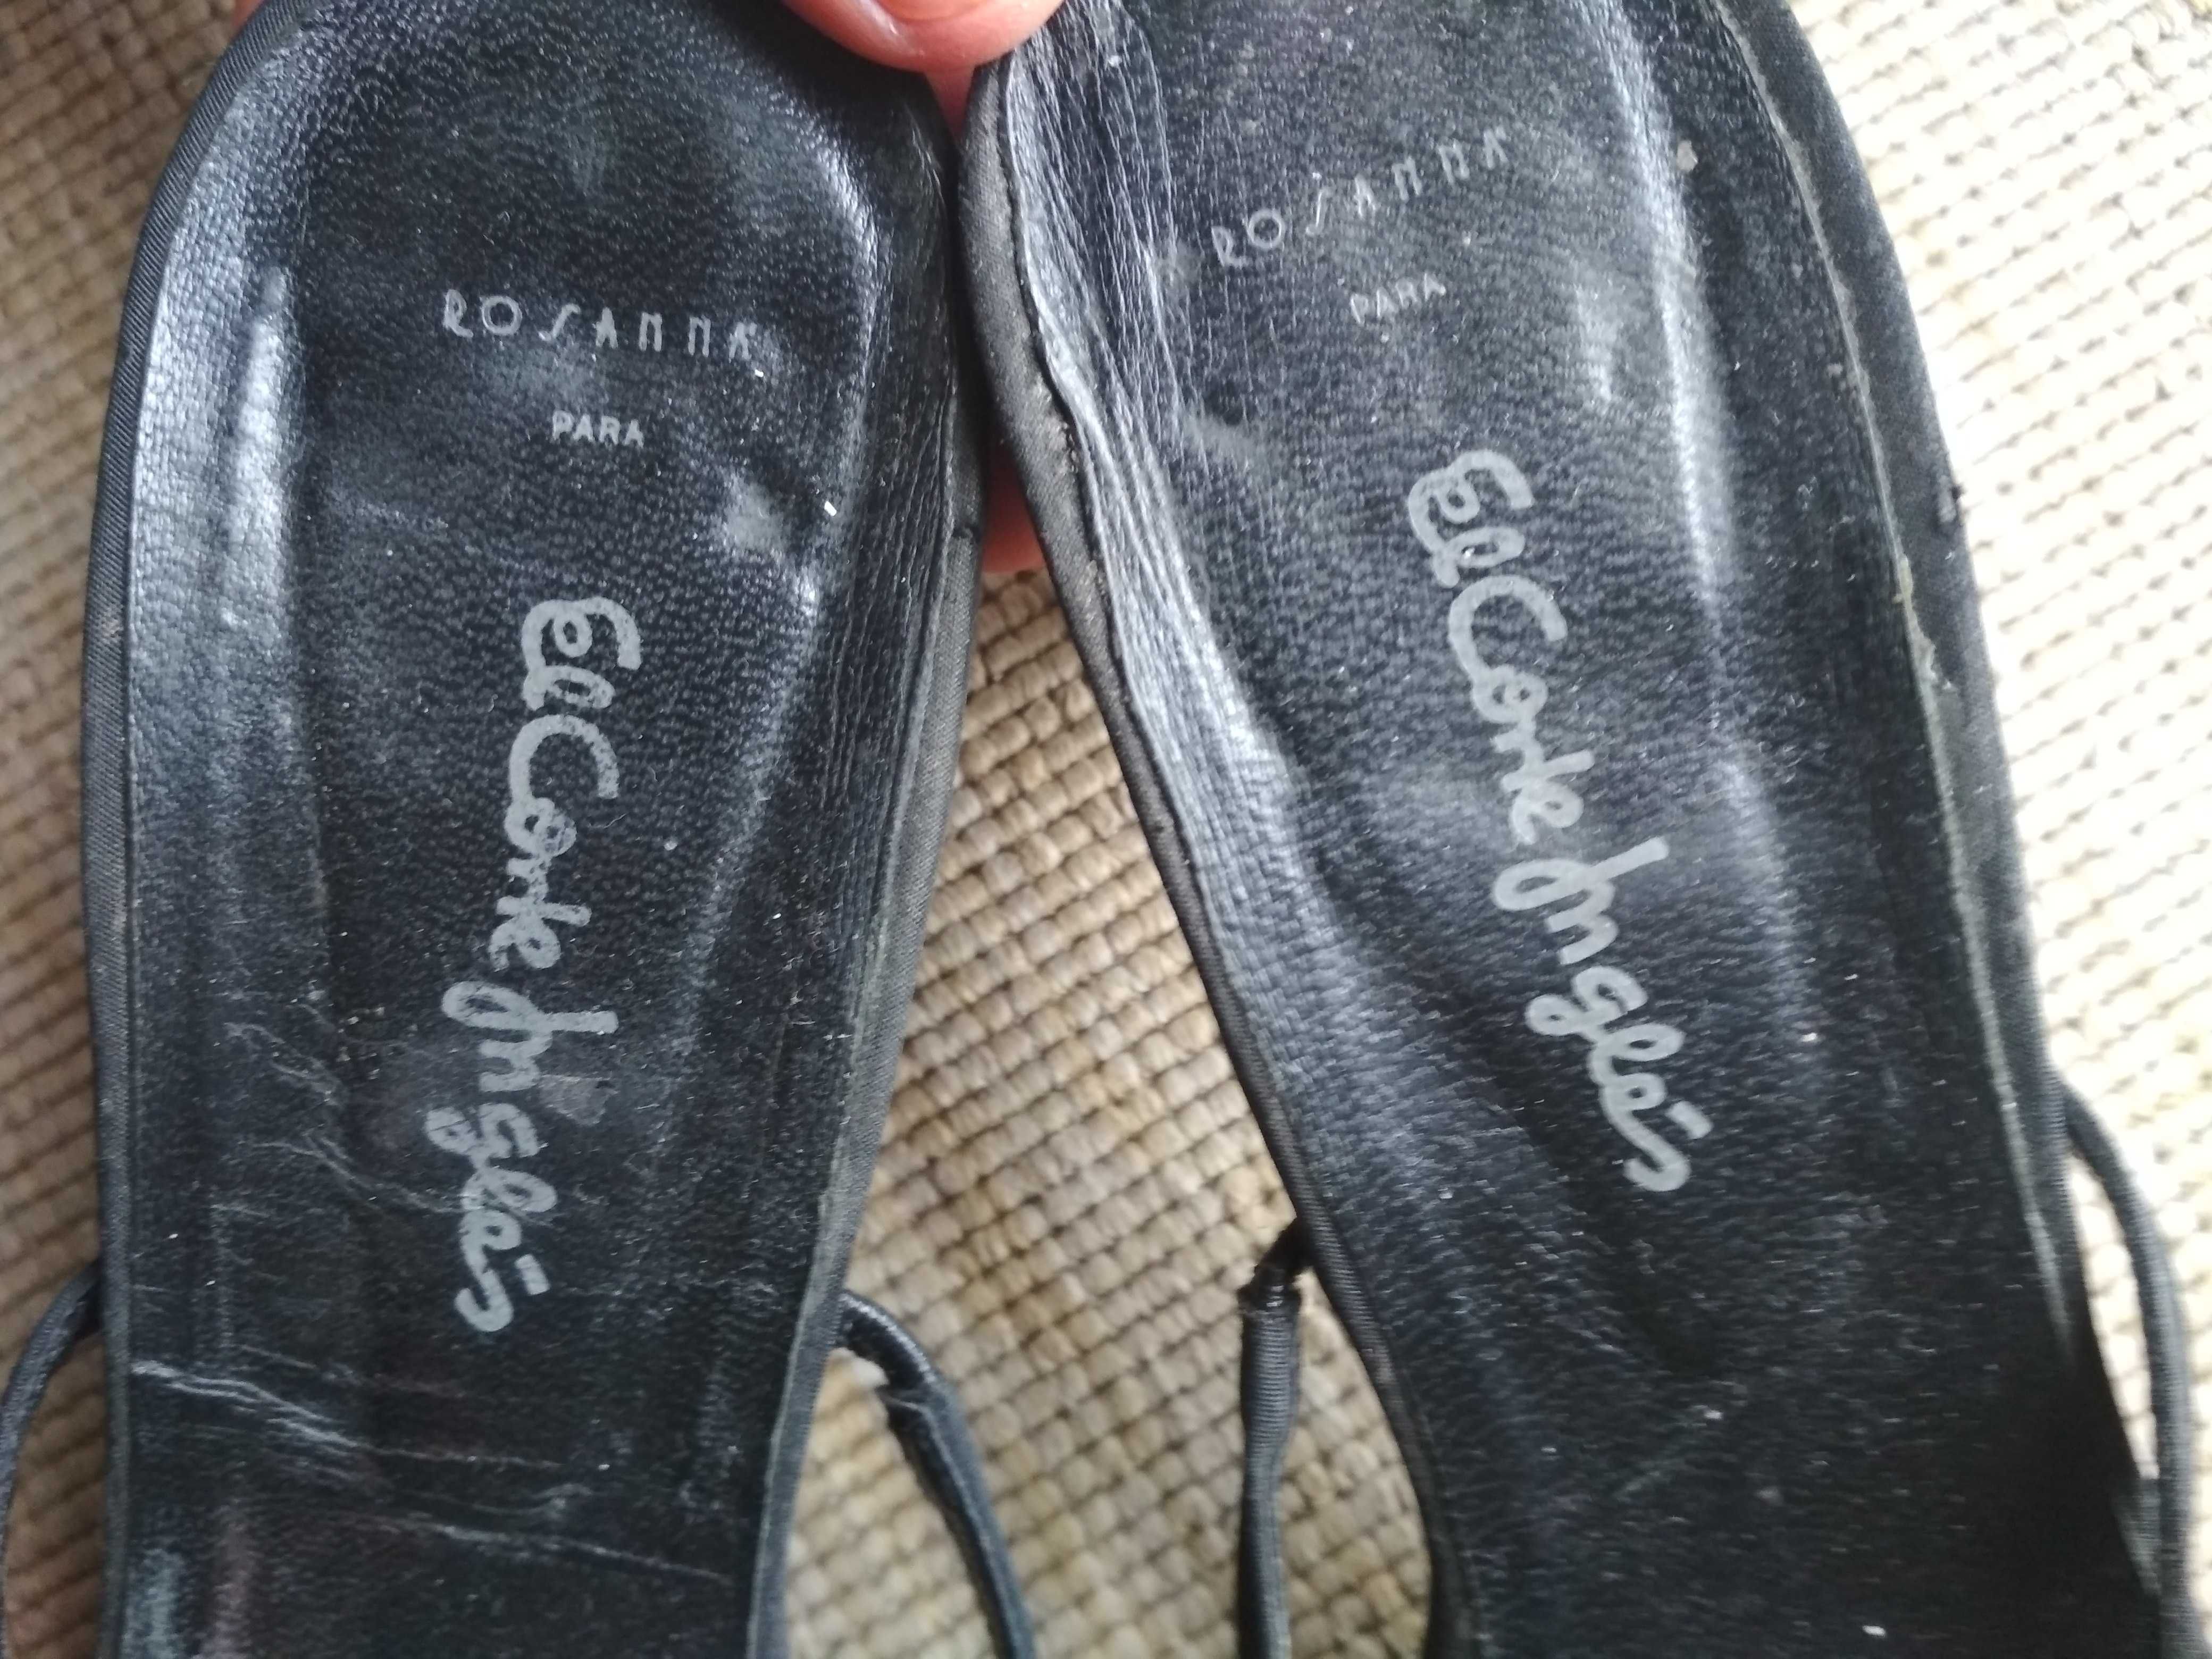 ROSANNA
PARA
El Corte Inglés
ROSANNA
PARA
El Corte Inglés